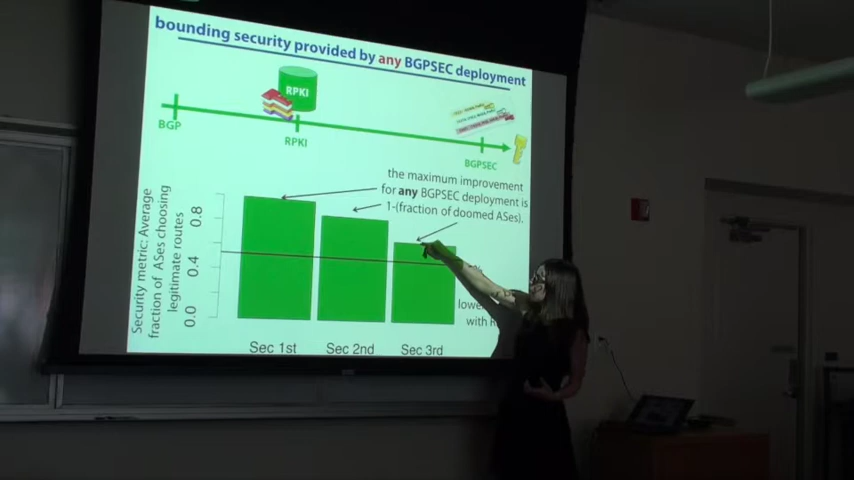 bounding security provided by any BGPSEC deployment
RPKI
BGP
RPKI
BGPSEC
the maximum improvement
for any BGPSEC deployment is
1-(fraction of doomed ASes).
Security metric: Average
fraction of ASes choosing
legitimate routes
0.8
0.4
0.0
%
lowe
with R
Sec 1st
Sec 2nd
Sec 3rd